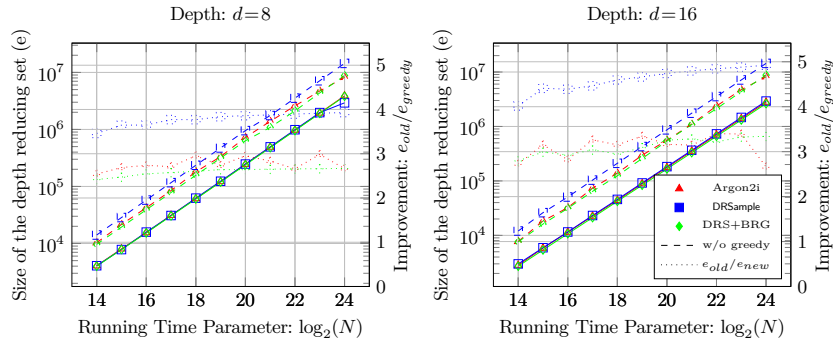 Depth: d=8
Size of the depth reducing set (e)
10^7
10^6
10^5
10^4
5
4
3
2
1
0
Improvement: e_old/e_greedy
14 16 18 20 22 24
Running Time Parameter: log_2(N)
Depth: d=16
Size of the depth reducing set (e)
10^7
10^6
10^5
10^4
5
4
3
2
1
0
Improvement: e_old/e_greedy
14 16 18 20 22 24
Running Time Parameter: log_2(N)
Argon2i
DRSample
DRS+BRG
w/o greedy
e_old/e_new